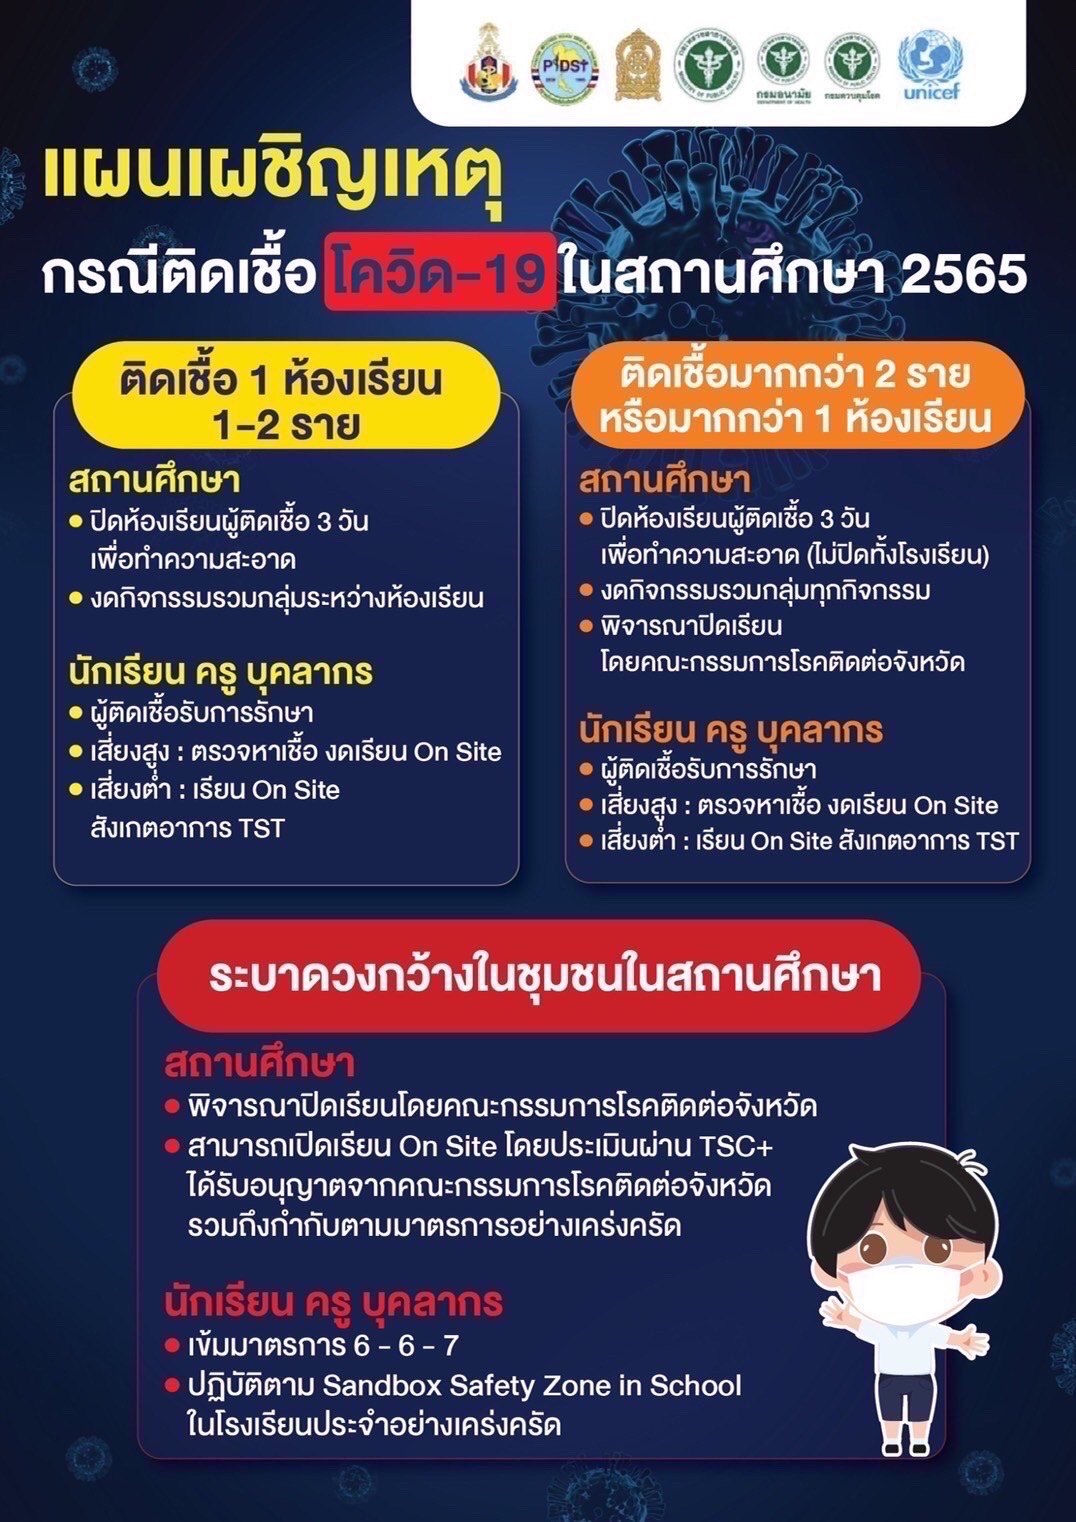 PIDST
กระทรวงสาธารณสุข
MINISTRY OF PUBLIC HEALTH
กรมอนามัย
DEPARTMENT OF HEALTH
กรมควบคุมโรค
unicef
แผนเผชิญเหตุ
กรณีติดเชื้อ โควิด-19 ในสถานศึกษา 2565
ติดเชื้อ 1 ห้องเรียน
1-2 ราย
สถานศึกษา
• ปิดห้องเรียนผู้ติดเชื้อ 3 วัน
เพื่อทำความสะอาด
• งดกิจกรรมรวมกลุ่มระหว่างห้องเรียน
นักเรียน ครู บุคลากร
• ผู้ติดเชื้อรับการรักษา
• เสี่ยงสูง : ตรวจหาเชื้อ งดเรียน On Site
• เสี่ยงต่ำ : เรียน On Site
สังเกตอาการ TST
ติดเชื้อมากกว่า 2 ราย
หรือมากกว่า 1 ห้องเรียน
สถานศึกษา
• ปิดห้องเรียนผู้ติดเชื้อ 3 วัน
เพื่อทำความสะอาด (ไม่ปิดทั้งโรงเรียน)
• งดกิจกรรมรวมกลุ่มทุกกิจกรรม
• พิจารณาปิดเรียน
โดยคณะกรรมการโรคติดต่อจังหวัด
นักเรียน ครู บุคลากร
• ผู้ติดเชื้อรับการรักษา
• เสี่ยงสูง : ตรวจหาเชื้อ งดเรียน On Site
• เสี่ยงต่ำ : เรียน On Site สังเกตอาการ TST
ระบาดวงกว้างในชุมชนในสถานศึกษา
สถานศึกษา
• พิจารณาปิดเรียนโดยคณะกรรมการโรคติดต่อจังหวัด
• สามารถเปิดเรียน On Site โดยประเมินผ่าน TSC+
ได้รับอนุญาตจากคณะกรรมการโรคติดต่อจังหวัด
รวมถึงกำกับตามมาตรการอย่างเคร่งครัด
นักเรียน ครู บุคลากร
• เข้มมาตรการ 6 - 6 - 7
• ปฏิบัติตาม Sandbox Safety Zone in School
ในโรงเรียนประจำอย่างเคร่งครัด